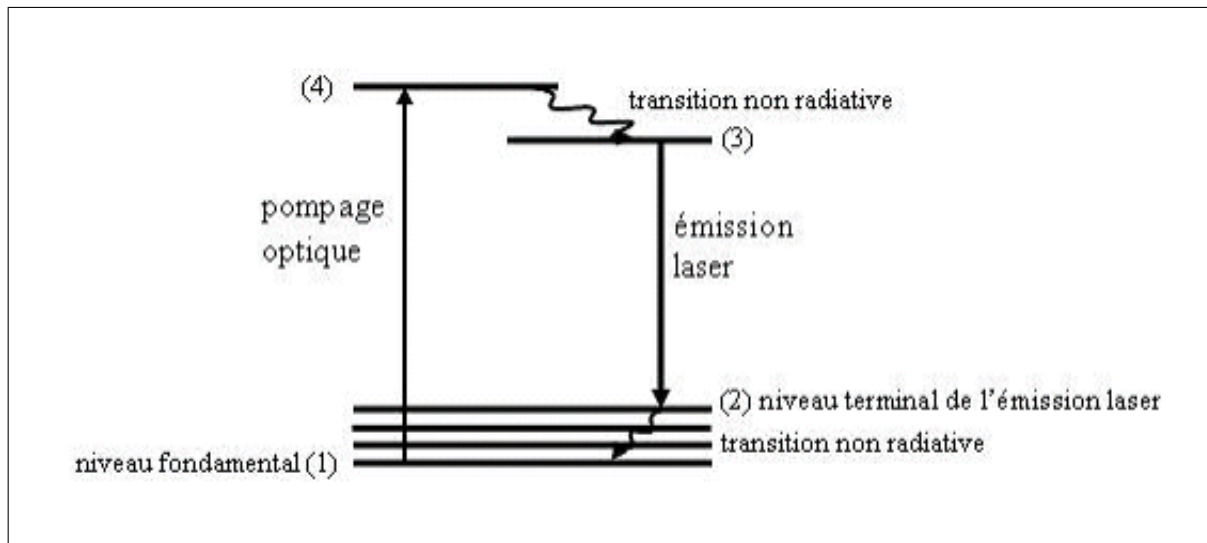 (4)
transition non radiative
(3)
pompage
optique
émission
laser
(2) niveau terminal de l'émission laser
transition non radiative
niveau fondamental (1)